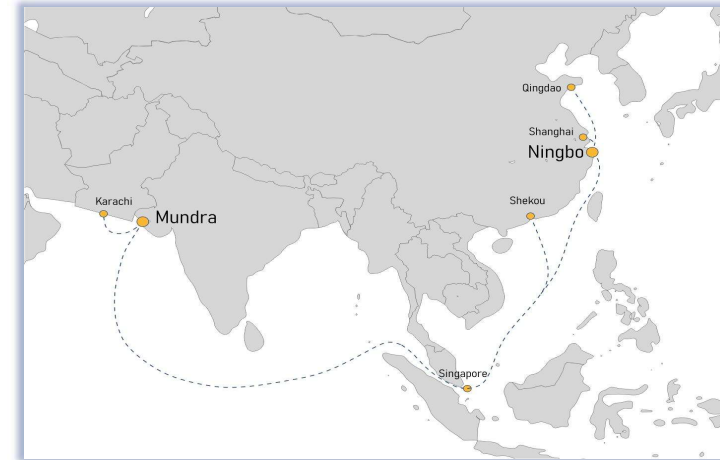 Qingdao
Shanghai
Ningbo
Shekou
Karachi
Mundra
Singapore